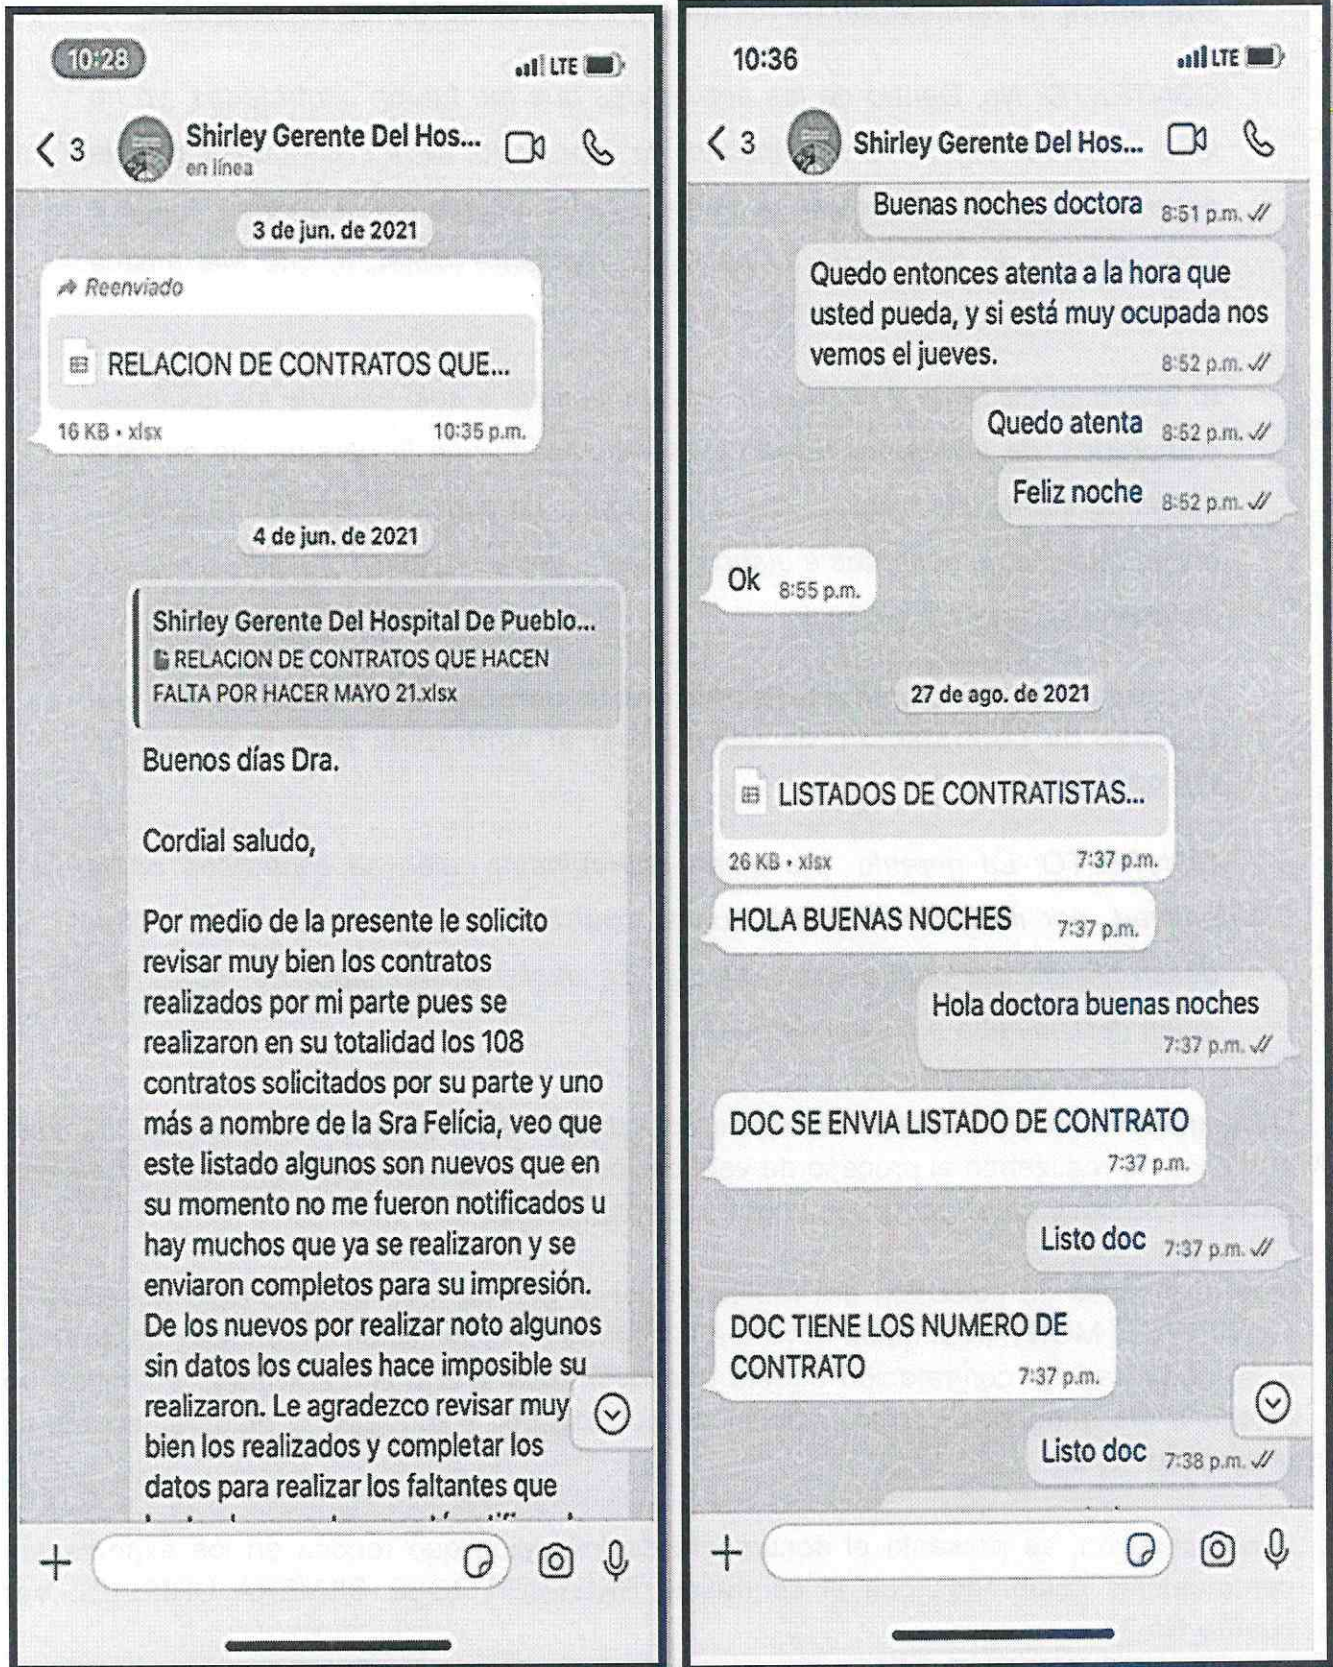 10:28
LTE
3
Shirley Gerente Del Hos...
en línea
3 de jun. de 2021
Reenviado
RELACION DE CONTRATOS QUE...
16 KB • xlsx
10:35 p.m.
4 de jun. de 2021
Shirley Gerente Del Hospital De Pueblo...
RELACION DE CONTRATOS QUE HACEN
FALTA POR HACER MAYO 21.xlsx
Buenos días Dra.
Cordial saludo,
Por medio de la presente le solicito
revisar muy bien los contratos
realizados por mi parte pues se
realizaron en su totalidad los 108
contratos solicitados por su parte y uno
más a nombre de la Sra Felícia, veo que
este listado algunos son nuevos que en
su momento no me fueron notificados u
hay muchos que ya se realizaron y se
enviaron completos para su impresión.
De los nuevos por realizar noto algunos
sin datos los cuales hace imposible su
realizaron. Le agradezco revisar muy
bien los realizados y completar los
datos para realizar los faltantes que
10:36
LTE
3
Shirley Gerente Del Hos...
Buenas noches doctora
8:51 p.m.
Quedo entonces atenta a la hora que
usted pueda, y si está muy ocupada nos
vemos el jueves.
8:52 p.m.
Quedo atenta
8:52 p.m.
Feliz noche
8:52 p.m.
Ok
8:55 p.m.
27 de ago. de 2021
LISTADOS DE CONTRATISTAS...
26 KB • xlsx
7:37 p.m.
HOLA BUENAS NOCHES
7:37 p.m.
Hola doctora buenas noches
7:37 p.m.
DOC SE ENVIA LISTADO DE CONTRATO
7:37 p.m.
Listo doc
7:37 p.m.
DOC TIENE LOS NUMERO DE
CONTRATO
7:37 p.m.
Listo doc
7:38 p.m.